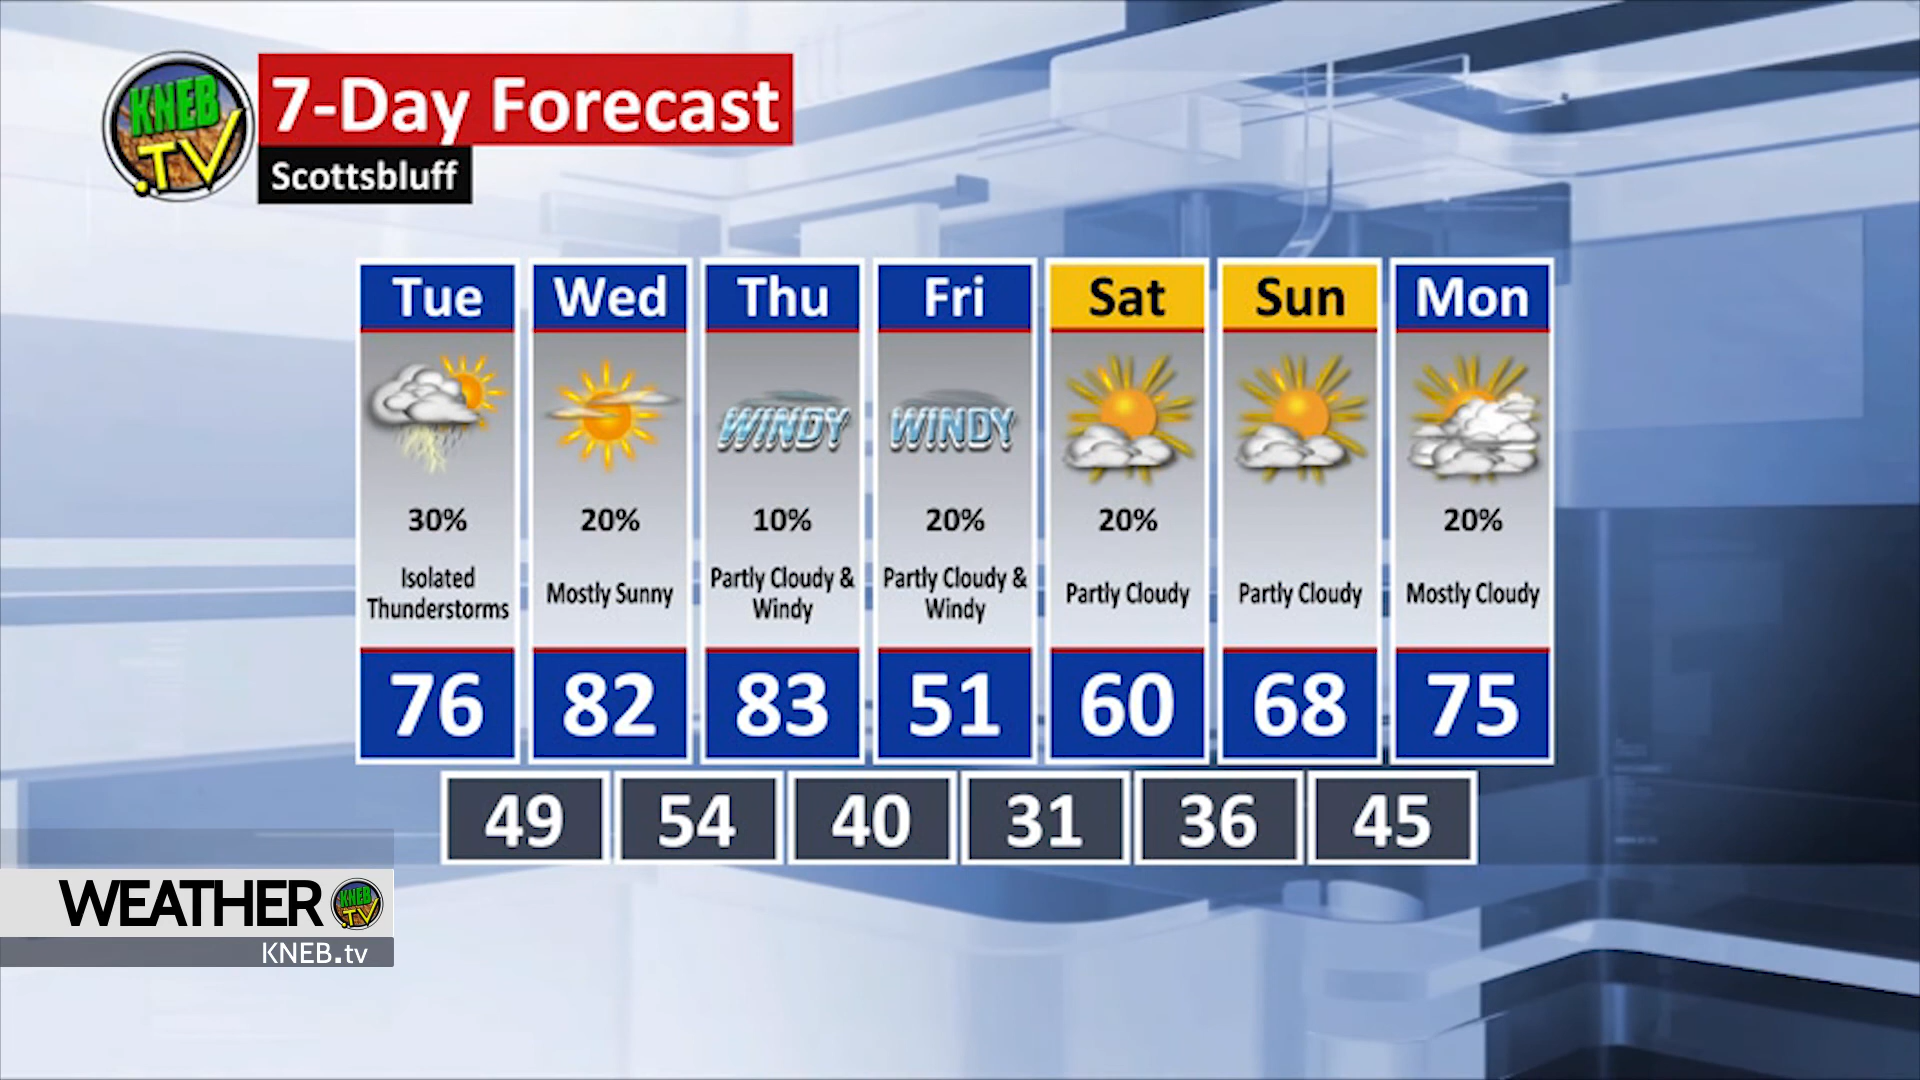 KNEB
.TV
7-Day Forecast
Scottsbluff
Tue Wed Thu Fri Sat Sun Mon
WINDY WINDY
30% 20% 10% 20% 20% 20%
Isolated
Thunderstorms
Mostly Sunny
Partly Cloudy &
Windy
Partly Cloudy &
Windy
Partly Cloudy
Partly Cloudy
Mostly Cloudy
76 82 83 51 60 68 75
49 54 40 31 36 45
WEATHER
KNEB
.TV
KNEB.tv